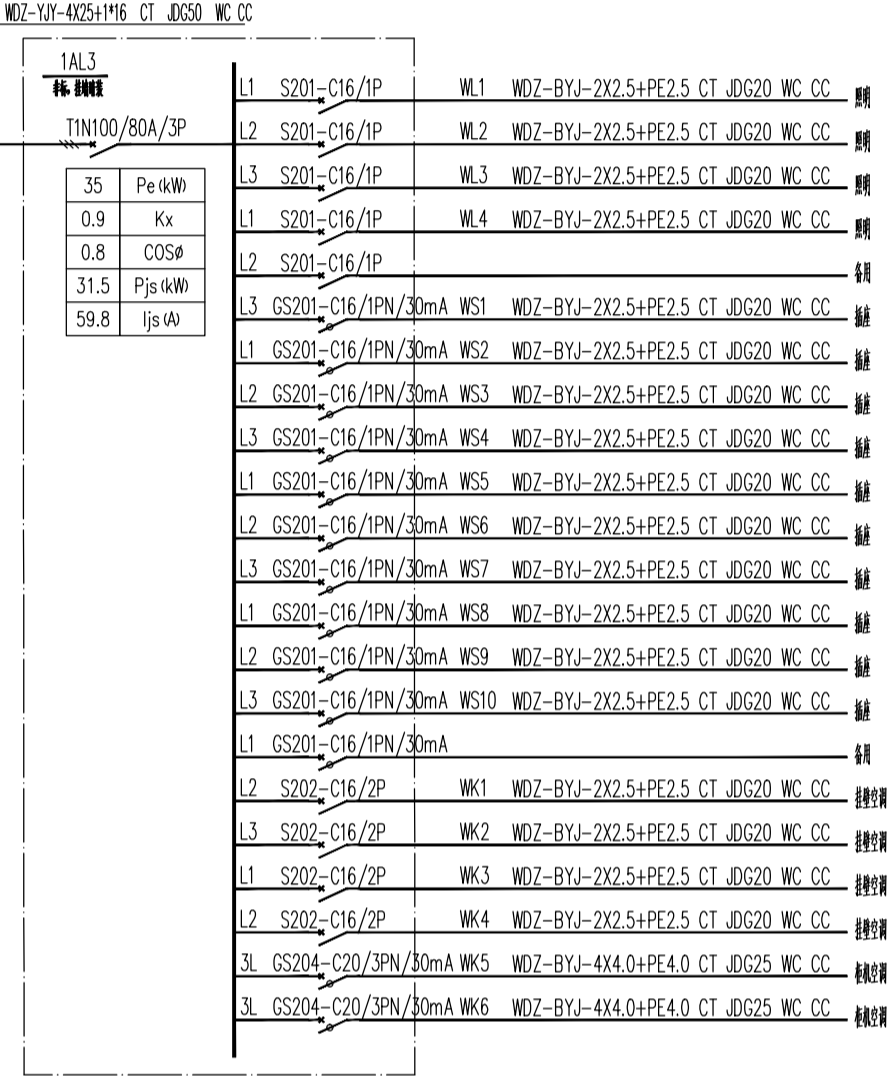 WDZ-YJY-4X25+1*16 CT JDG50 WC CC
1AL3
非标. 挂墙暗装
T1N100/80A/3P
35 Pe(kW)
0.9 Kx
0.8 COSø
31.5 Pjs(kW)
59.8 Ijs(A)
L1 S201-C16/1P WL1 WDZ-BYJ-2X2.5+PE2.5 CT JDG20 WC CC 照明
L2 S201-C16/1P WL2 WDZ-BYJ-2X2.5+PE2.5 CT JDG20 WC CC 照明
L3 S201-C16/1P WL3 WDZ-BYJ-2X2.5+PE2.5 CT JDG20 WC CC 照明
L1 S201-C16/1P WL4 WDZ-BYJ-2X2.5+PE2.5 CT JDG20 WC CC 照明
L2 S201-C16/1P 备用
L3 GS201-C16/1PN/30mA WS1 WDZ-BYJ-2X2.5+PE2.5 CT JDG20 WC CC 插座
L1 GS201-C16/1PN/30mA WS2 WDZ-BYJ-2X2.5+PE2.5 CT JDG20 WC CC 插座
L2 GS201-C16/1PN/30mA WS3 WDZ-BYJ-2X2.5+PE2.5 CT JDG20 WC CC 插座
L3 GS201-C16/1PN/30mA WS4 WDZ-BYJ-2X2.5+PE2.5 CT JDG20 WC CC 插座
L1 GS201-C16/1PN/30mA WS5 WDZ-BYJ-2X2.5+PE2.5 CT JDG20 WC CC 插座
L2 GS201-C16/1PN/30mA WS6 WDZ-BYJ-2X2.5+PE2.5 CT JDG20 WC CC 插座
L3 GS201-C16/1PN/30mA WS7 WDZ-BYJ-2X2.5+PE2.5 CT JDG20 WC CC 插座
L1 GS201-C16/1PN/30mA WS8 WDZ-BYJ-2X2.5+PE2.5 CT JDG20 WC CC 插座
L2 GS201-C16/1PN/30mA WS9 WDZ-BYJ-2X2.5+PE2.5 CT JDG20 WC CC 插座
L3 GS201-C16/1PN/30mA WS10 WDZ-BYJ-2X2.5+PE2.5 CT JDG20 WC CC 插座
L1 GS201-C16/1PN/30mA 备用
L2 S202-C16/2P WK1 WDZ-BYJ-2X2.5+PE2.5 CT JDG20 WC CC 挂壁空调
L3 S202-C16/2P WK2 WDZ-BYJ-2X2.5+PE2.5 CT JDG20 WC CC 挂壁空调
L1 S202-C16/2P WK3 WDZ-BYJ-2X2.5+PE2.5 CT JDG20 WC CC 挂壁空调
L2 S202-C16/2P WK4 WDZ-BYJ-2X2.5+PE2.5 CT JDG20 WC CC 挂壁空调
3L GS204-C20/3PN/30mA WK5 WDZ-BYJ-4X4.0+PE4.0 CT JDG25 WC CC 柜机空调
3L GS204-C20/3PN/30mA WK6 WDZ-BYJ-4X4.0+PE4.0 CT JDG25 WC CC 柜机空调